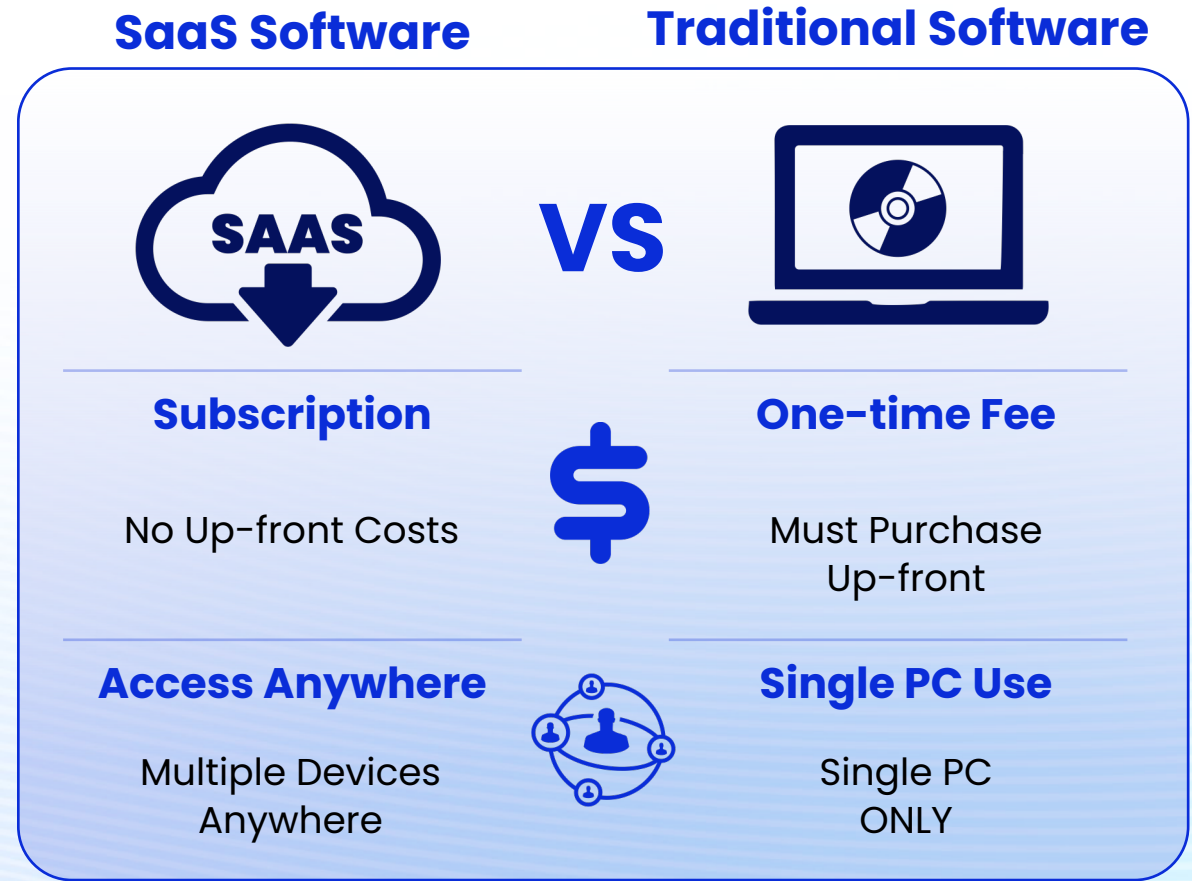 SaaS Software
Traditional Software
SAAS
VS
Subscription
One-time Fee
No Up-front Costs
$
Must Purchase
Up-front
Access Anywhere
Single PC Use
Multiple Devices
Anywhere
Single PC
ONLY